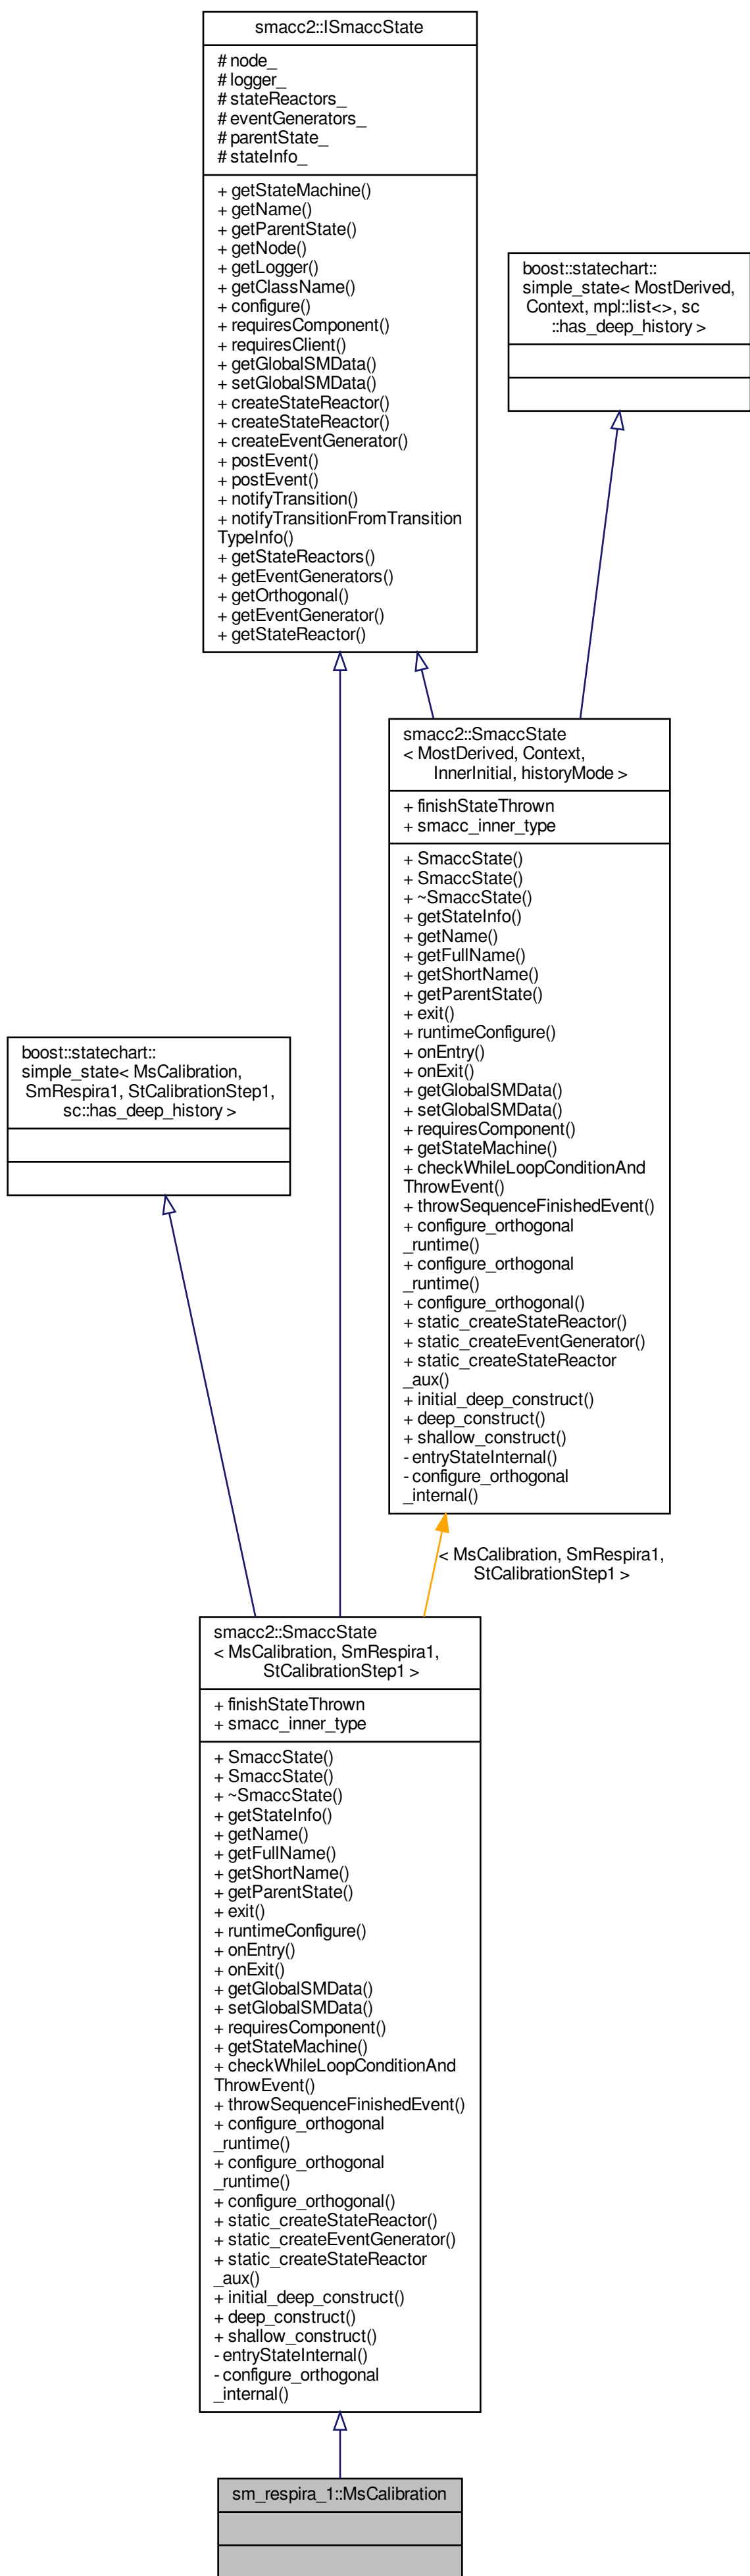 smacc2::ISmaccState
# node_
# logger_
# stateReactors_
# eventGenerators_
# parentState_
# stateInfo_
+ getStateMachine()
+ getName()
+ getParentState()
+ getNode()
+ getLogger()
+ getClassName()
+ configure()
+ requiresComponent()
+ requiresClient()
+ getGlobalSMData()
+ setGlobalSMData()
+ createStateReactor()
+ createStateReactor()
+ createEventGenerator()
+ postEvent()
+ postEvent()
+ notifyTransition()
+ notifyTransitionFromTransition
TypeInfo()
+ getStateReactors()
+ getEventGenerators()
+ getOrthogonal()
+ getEventGenerator()
+ getStateReactor()
boost::statechart::
simple_state< MostDerived,
Context, mpl::list<>, sc
::has_deep_history >
smacc2::SmaccState
< MostDerived, Context,
InnerInitial, historyMode >
+ finishStateThrown
+ smacc_inner_type
+ SmaccState()
+ SmaccState()
+ ~SmaccState()
+ getStateInfo()
+ getName()
+ getFullName()
+ getShortName()
+ getParentState()
+ exit()
+ runtimeConfigure()
+ onEntry()
+ onExit()
+ getGlobalSMData()
+ setGlobalSMData()
+ requiresComponent()
+ getStateMachine()
+ checkWhileLoopConditionAnd
ThrowEvent()
+ throwSequenceFinishedEvent()
+ configure_orthogonal
_runtime()
+ configure_orthogonal
_runtime()
+ configure_orthogonal()
+ static_createStateReactor()
+ static_createEventGenerator()
+ static_createStateReactor
_aux()
+ initial_deep_construct()
+ deep_construct()
+ shallow_construct()
- entryStateInternal()
- configure_orthogonal
_internal()
boost::statechart::
simple_state< MsCalibration,
SmRespira1, StCalibrationStep1,
sc::has_deep_history >
< MsCalibration, SmRespira1,
StCalibrationStep1 >
smacc2::SmaccState
< MsCalibration, SmRespira1,
StCalibrationStep1 >
+ finishStateThrown
+ smacc_inner_type
+ SmaccState()
+ SmaccState()
+ ~SmaccState()
+ getStateInfo()
+ getName()
+ getFullName()
+ getShortName()
+ getParentState()
+ exit()
+ runtimeConfigure()
+ onEntry()
+ onExit()
+ getGlobalSMData()
+ setGlobalSMData()
+ requiresComponent()
+ getStateMachine()
+ checkWhileLoopConditionAnd
ThrowEvent()
+ throwSequenceFinishedEvent()
+ configure_orthogonal
_runtime()
+ configure_orthogonal
_runtime()
+ configure_orthogonal()
+ static_createStateReactor()
+ static_createEventGenerator()
+ static_createStateReactor
_aux()
+ initial_deep_construct()
+ deep_construct()
+ shallow_construct()
- entryStateInternal()
- configure_orthogonal
_internal()
sm_respira_1::MsCalibration